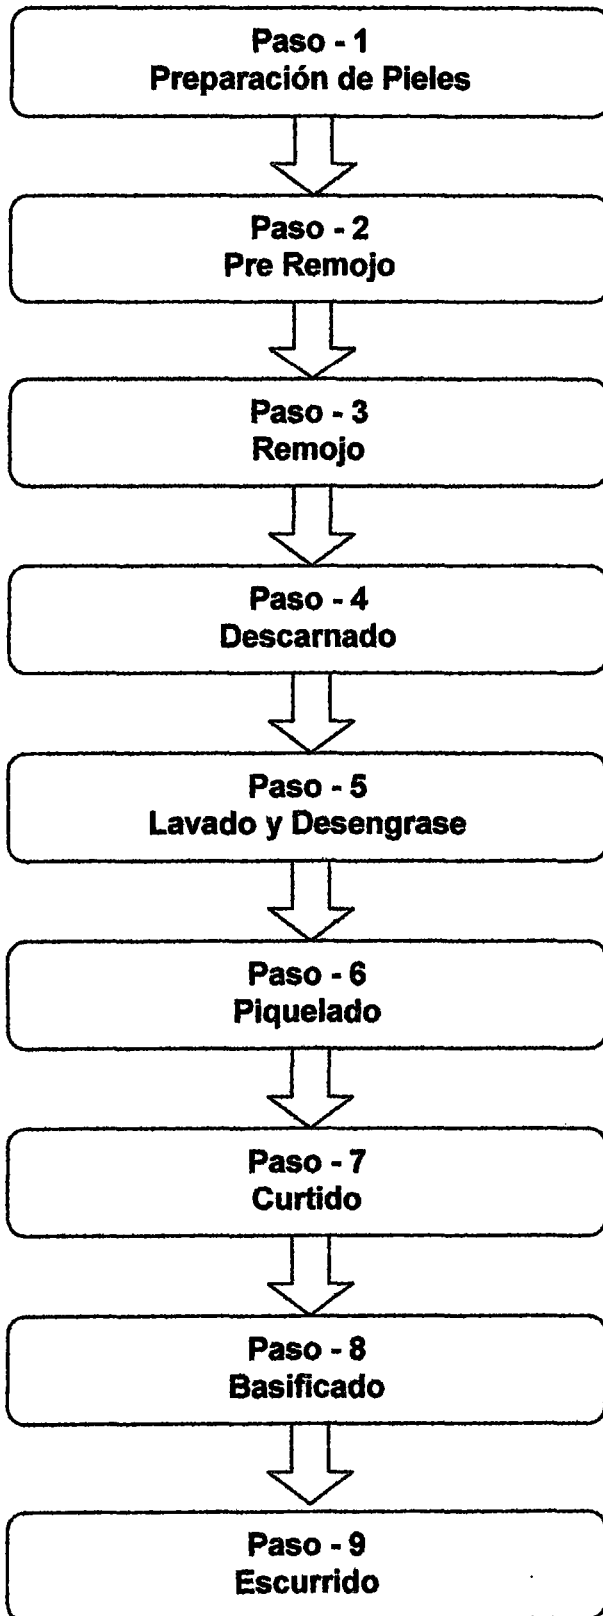 Paso - 1
Preparación de Pieles
Paso - 2
Pre Remojo
Paso - 3
Remojo
Paso - 4
Descarnado
Paso - 5
Lavado y Desengrase
Paso - 6
Piquelado
Paso - 7
Curtido
Paso - 8
Basificado
Paso - 9
Escurrido